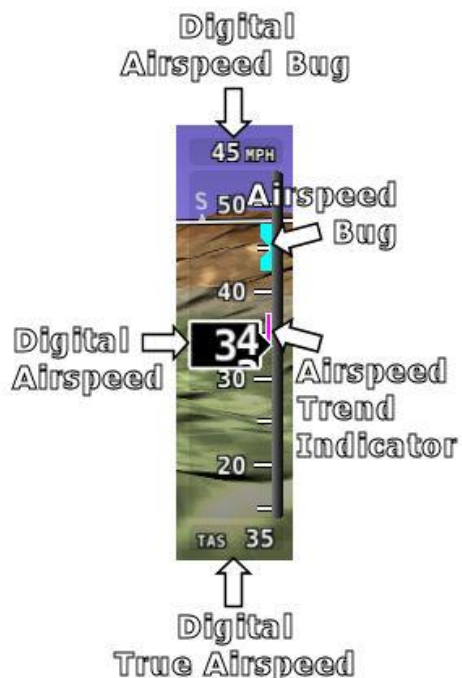 Digital
Airspeed Bug
45 MPH
S 50 Airspeed
Bug
40
Digital
Airspeed
34
30
Airspeed
Trend
Indicator
20
TAS 35
Digital
True Airspeed